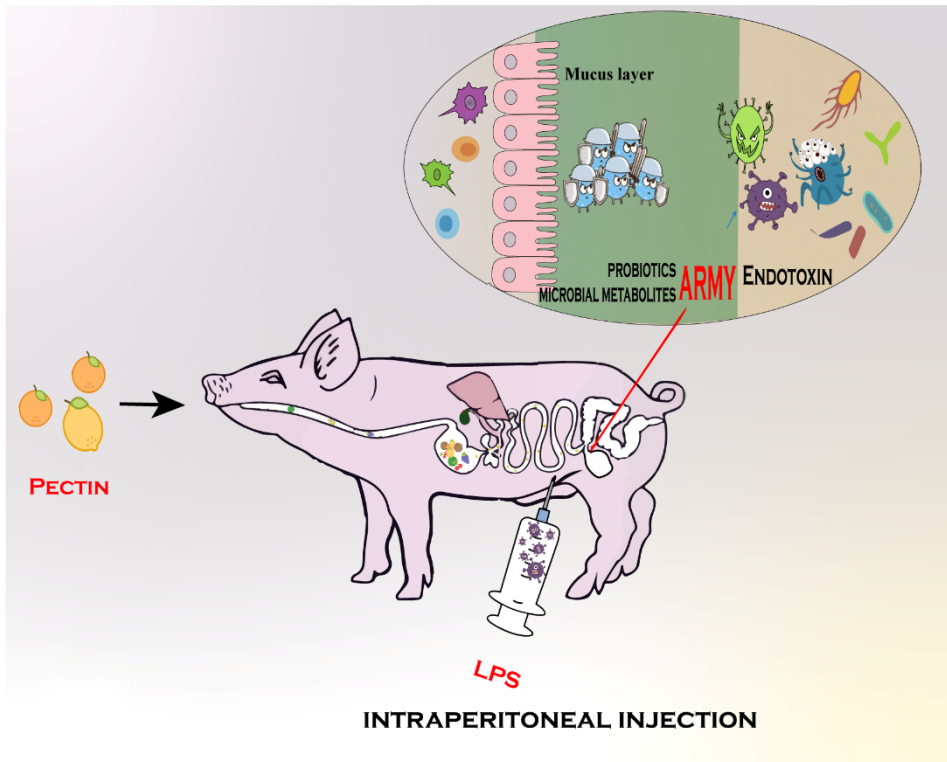 Mucus layer
PROBIOTICS
MICROBIAL METABOLITES ARMY ENDOTOXIN
PECTIN
LPS
INTRAPERITONEAL INJECTION